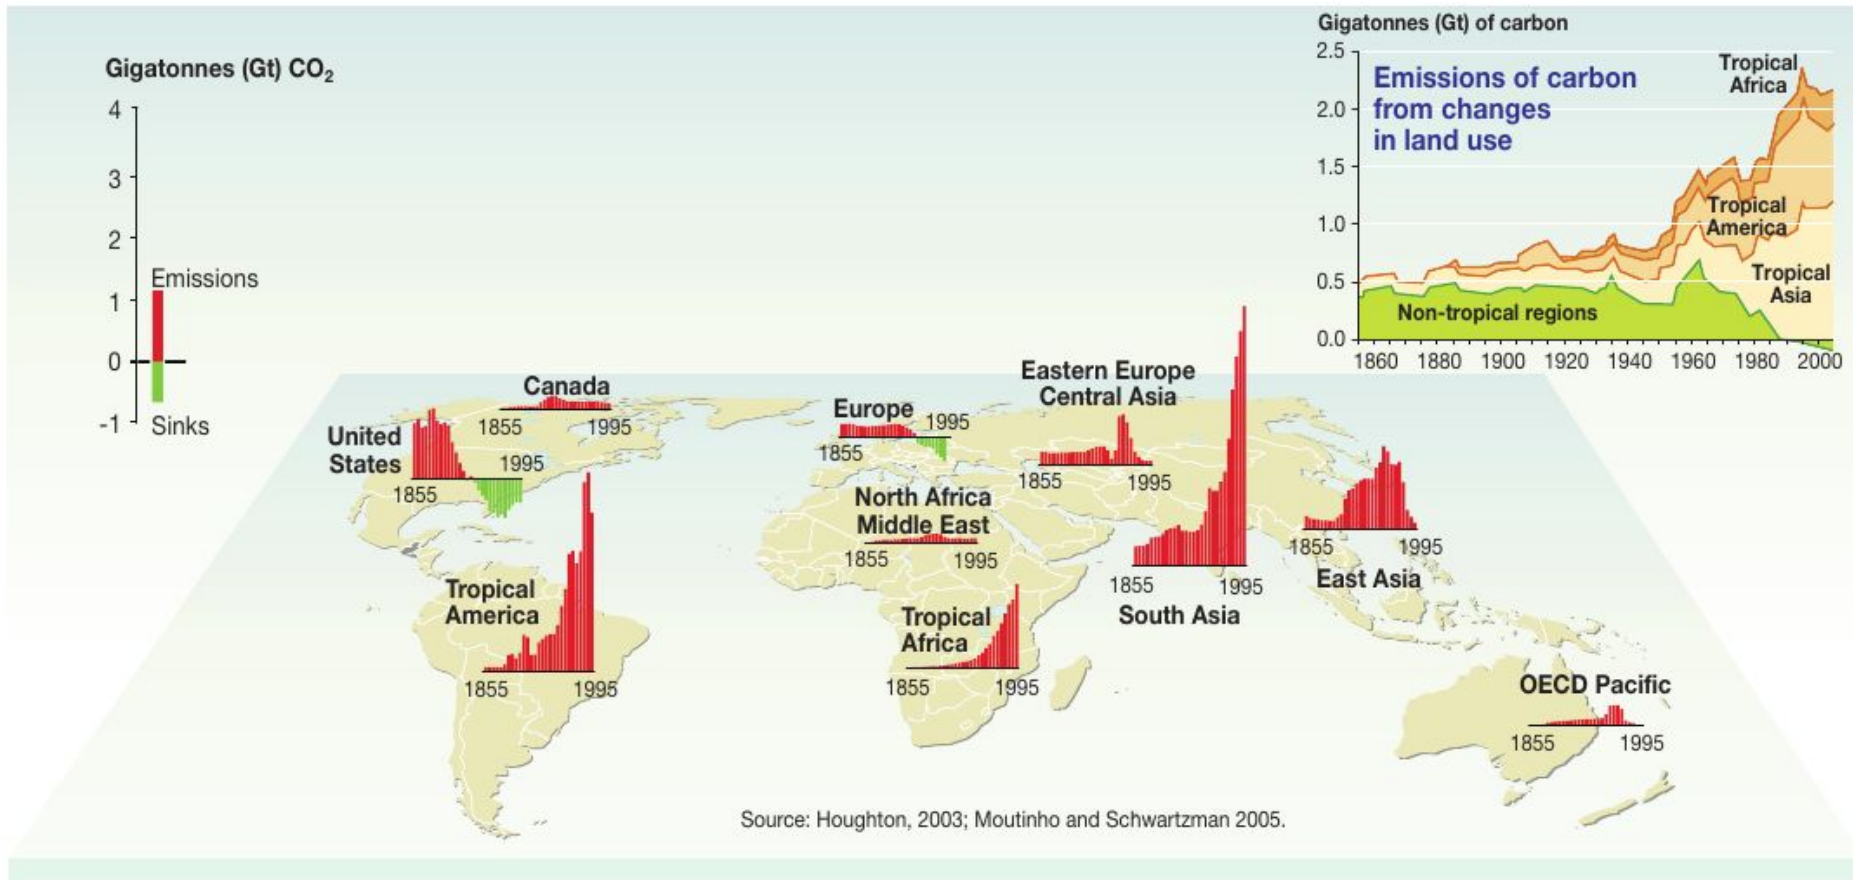 Gigatonnes (Gt) CO₂
4
3
2
1
0
-1
Emissions
Sinks
Gigatonnes (Gt) of carbon
2.5
2.0
1.5
1.0
0.5
0.0
Emissions of carbon
from changes
in land use
Tropical
Africa
Tropical
America
Tropical
Asia
Non-tropical regions
1860 1880 1900 1920 1940 1960 1980 2000
Canada
1855 1995
United
States
1855 1995
Europe
1855 1995
Eastern Europe
Central Asia
1855 1995
North Africa
Middle East
1855 1995
Tropical
America
1855 1995
Tropical
Africa
1855 1995
1855 1995
South Asia
1855 1995
East Asia
OECD Pacific
1855 1995
Source: Houghton, 2003; Moutinho and Schwartzman 2005.